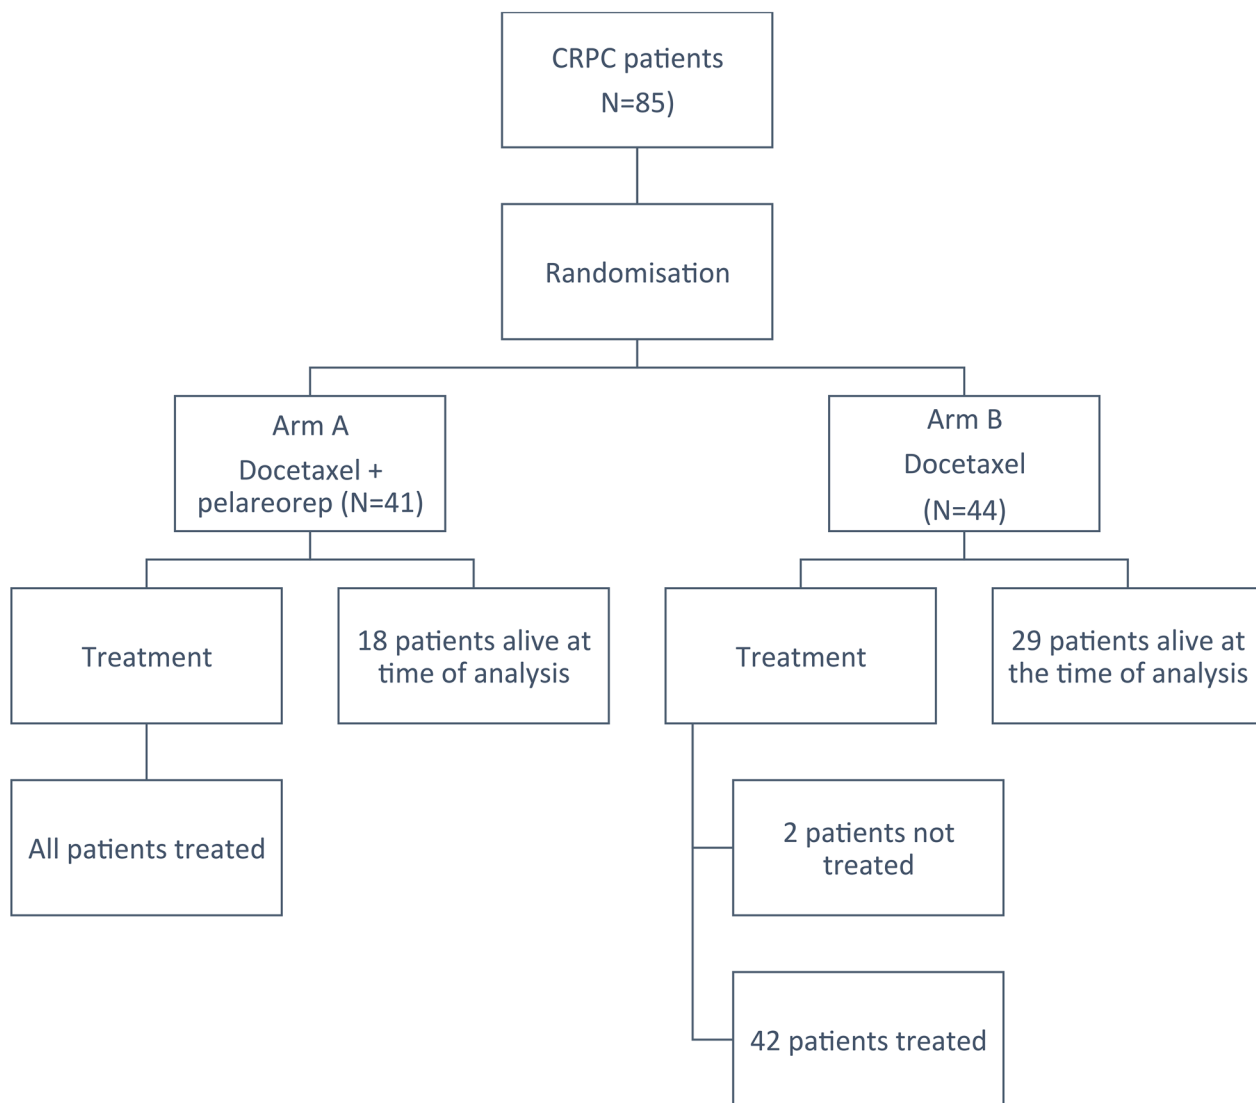 CRPC patients
N=85)
Randomisation
Arm A
Docetaxel +
pelareorep (N=41)
Arm B
Docetaxel
(N=44)
Treatment
18 patients alive at
time of analysis
Treatment
29 patients alive at
the time of analysis
All patients treated
2 patients not
treated
42 patients treated